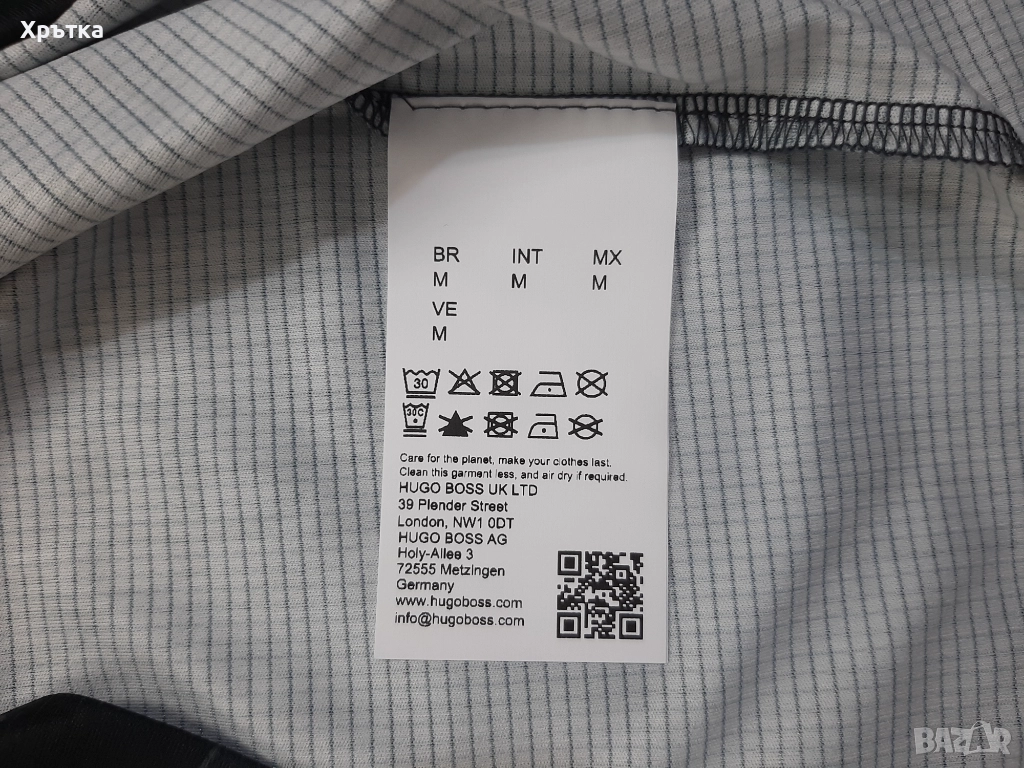 Хрътка
BR INT MX
M M M
VE
M
30
30C
Care for the planet, make your clothes last.
Clean this garment less, and air dry if required.
HUGO BOSS UK LTD
39 Plender Street
London, NW1 0DT
HUGO BOSS AG
Holy-Allee 3
72555 Metzingen
Germany
www.hugoboss.com
info@hugoboss.com
BAZAR